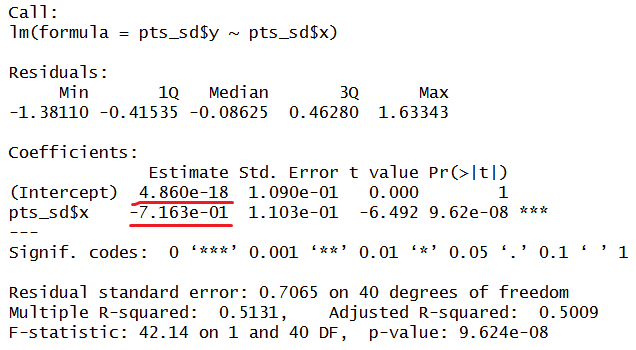 Call:
lm(formula = pts_sd$y ~ pts_sd$x)
Residuals:
Min 1Q Median 3Q Max
-1.38110 -0.41535 -0.08625 0.46280 1.63343
Coefficients:
Estimate Std. Error t value Pr(>|t|)
(Intercept) 4.860e-18 1.090e-01 0.000 1
pts_sd$x -7.163e-01 1.103e-01 -6.492 9.62e-08 ***
---
Signif. codes: 0 ‘***’ 0.001 ‘**’ 0.01 ‘*’ 0.05 ‘.’ 0.1 ‘ ’ 1
Residual standard error: 0.7065 on 40 degrees of freedom
Multiple R-squared: 0.5131, Adjusted R-squared: 0.5009
F-statistic: 42.14 on 1 and 40 DF, p-value: 9.624e-08